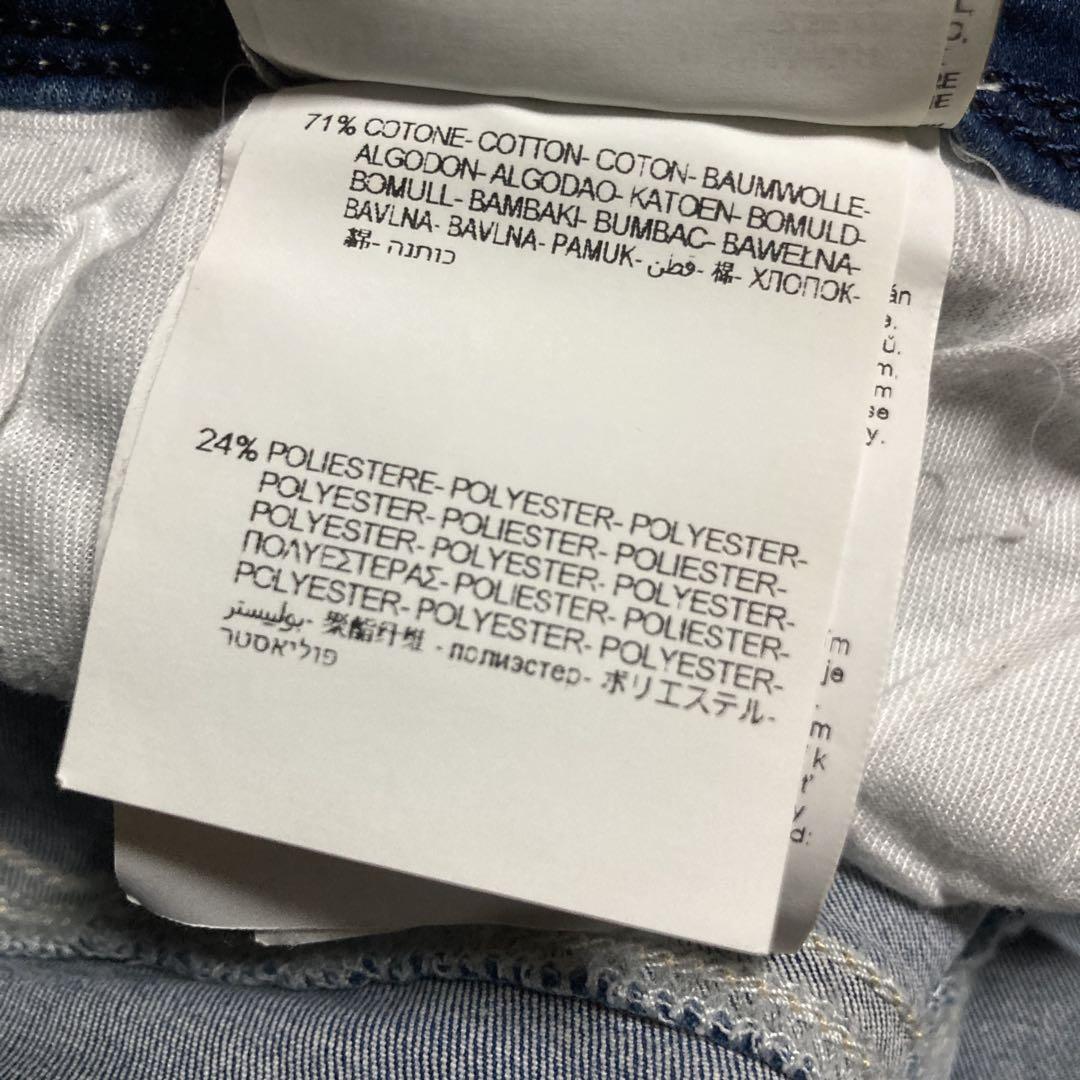 71% COTONE- COTTON- COTON- BAUMWOLLE-
ALGODON- ALGODAO- KATOEN- BOMULD-
BOMULL- BAMBAKI- BUMBAC- BAWEŁNA-
BAVLNA- BAVLNA- PAMUK- قطن- 棉- ХЛОПОК-
綿- כותנה
24% POLIESTERE- POLYESTER- POLYESTER-
POLYESTER- POLIESTER- POLIESTER-
POLYESTER- POLYESTER- POLYESTER-
ΠΟΛΥΕΣΤΕΡΑΣ- POLIESTER- POLIESTER-
POLYESTER- POLYESTER- POLYESTER-
بوليستر- 聚酯纤维 - полиэстер- ポリエステル-
פוליאסטר